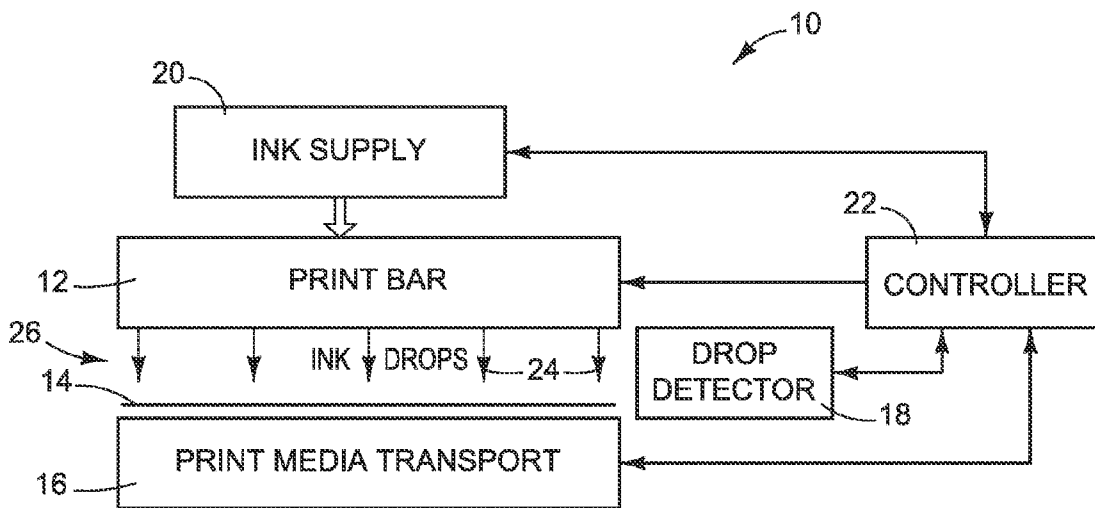 10
20
INK SUPPLY
22
12
PRINT BAR
CONTROLLER
26
INK DROPS
24
14
DROP
DETECTOR
18
16
PRINT MEDIA TRANSPORT